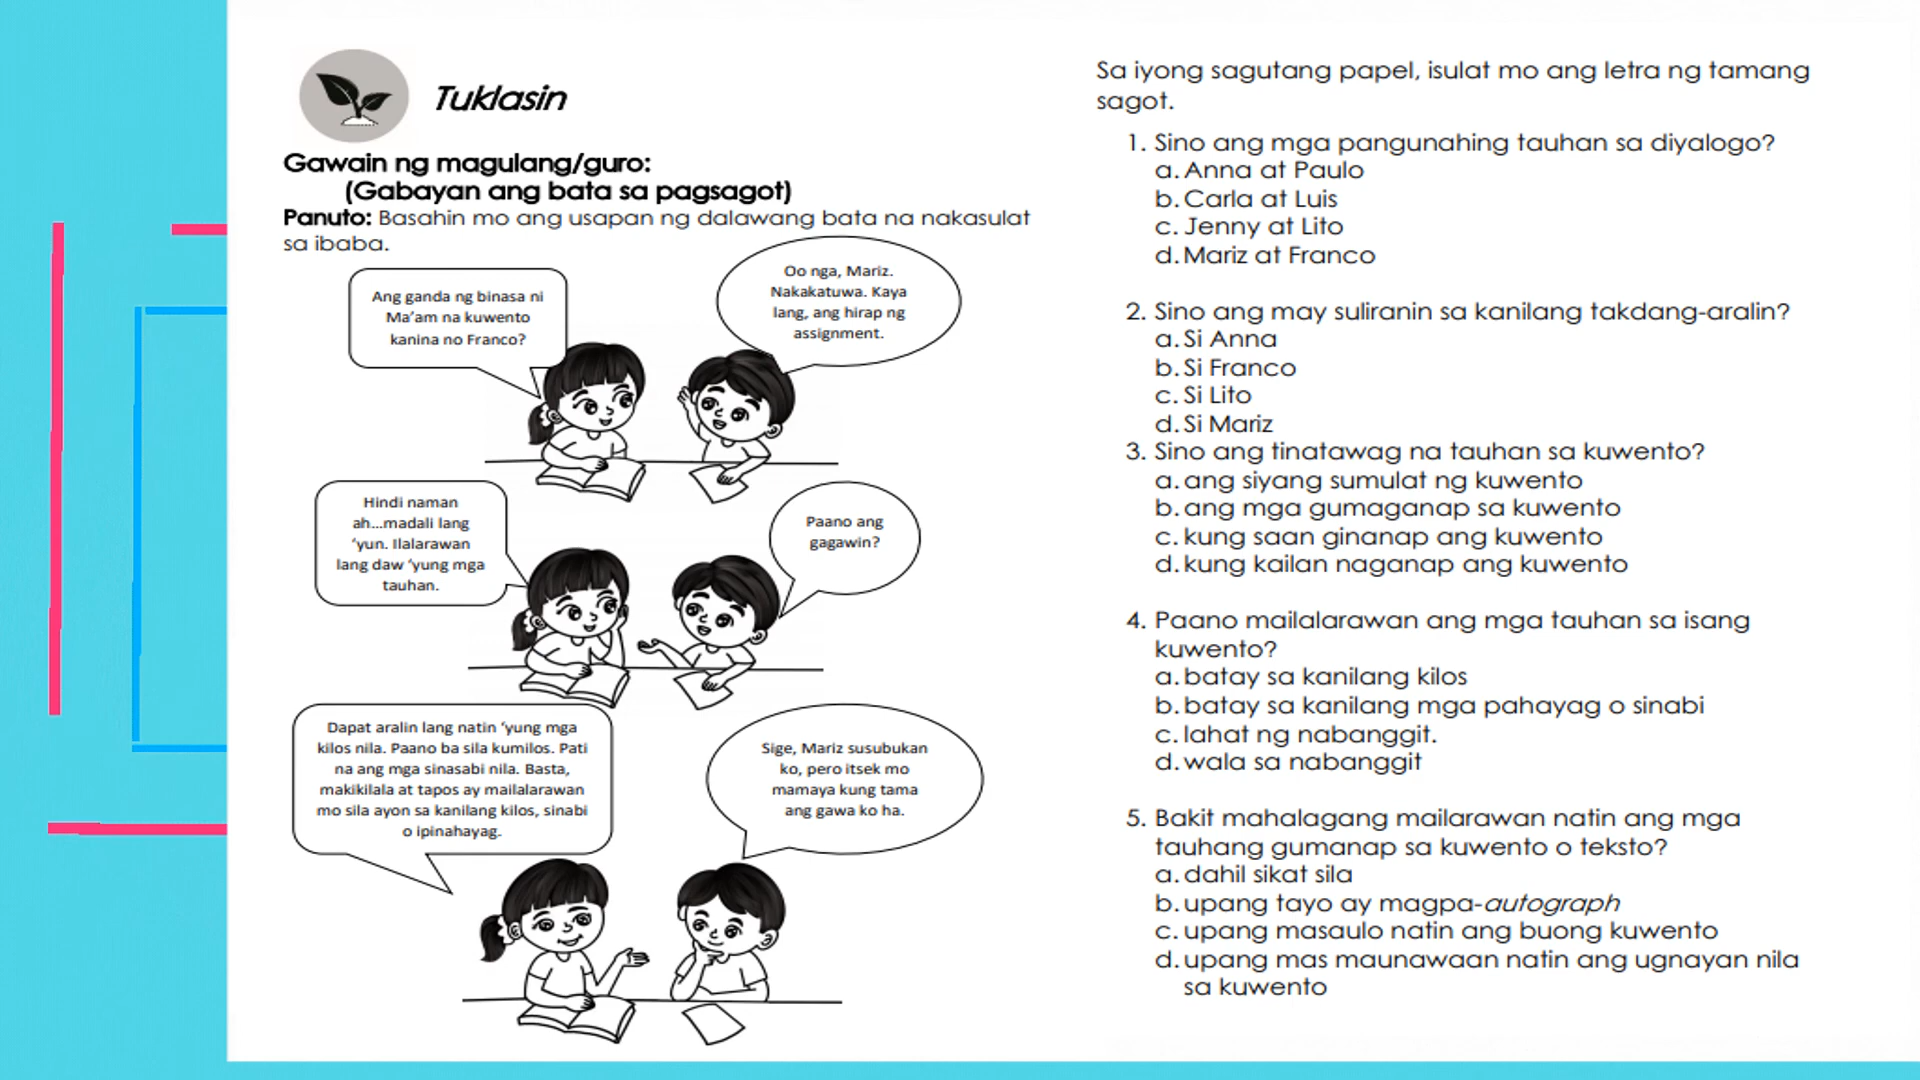 Tuklasin
Gawain ng magulang/guro:
(Gabayan ang bata sa pagsagot)
Panuto: Basahin mo ang usapan ng dalawang bata na nakasulat
sa ibaba.
Ang ganda ng binasa ni
Ma'am na kuwento
kanina no Franco?
Oo nga, Mariz.
Nakakatuwa. Kaya
lang, ang hirap ng
assignment.
Hindi naman
ah...madali lang
'yun. Ilalarawan
lang daw 'yung mga
tauhan.
Paano ang
gagawin?
Dapat aralin lang natin 'yung mga
kilos nila. Paano ba sila kumilos. Pati
na ang mga sinasabi nila. Basta,
makikilala at tapos ay mailalarawan
mo sila ayon sa kanilang kilos, sinabi
o ipinahayag.
Sige, Mariz susubukan
ko, pero itsek mo
mamaya kung tama
ang gawa ko ha.
Sa iyong sagutang papel, isulat mo ang letra ng tamang
sagot.
1. Sino ang mga pangunahing tauhan sa diyalogo?
a. Anna at Paulo
b. Carla at Luis
c. Jenny at Lito
d. Mariz at Franco
2. Sino ang may suliranin sa kanilang takdang-aralin?
a. Si Anna
b. Si Franco
c. Si Lito
d. Si Mariz
3. Sino ang tinatawag na tauhan sa kuwento?
a. ang siyang sumulat ng kuwento
b. ang mga gumaganap sa kuwento
c. kung saan ginanap ang kuwento
d. kung kailan naganap ang kuwento
4. Paano mailalarawan ang mga tauhan sa isang
kuwento?
a. batay sa kanilang kilos
b. batay sa kanilang mga pahayag o sinabi
c. lahat ng nabanggit.
d. wala sa nabanggit
5. Bakit mahalagang mailarawan natin ang mga
tauhang gumanap sa kuwento o teksto?
a. dahil sikat sila
b. upang tayo ay magpa-autograph
c. upang masaulo natin ang buong kuwento
d. upang mas maunawaan natin ang ugnayan nila
sa kuwento